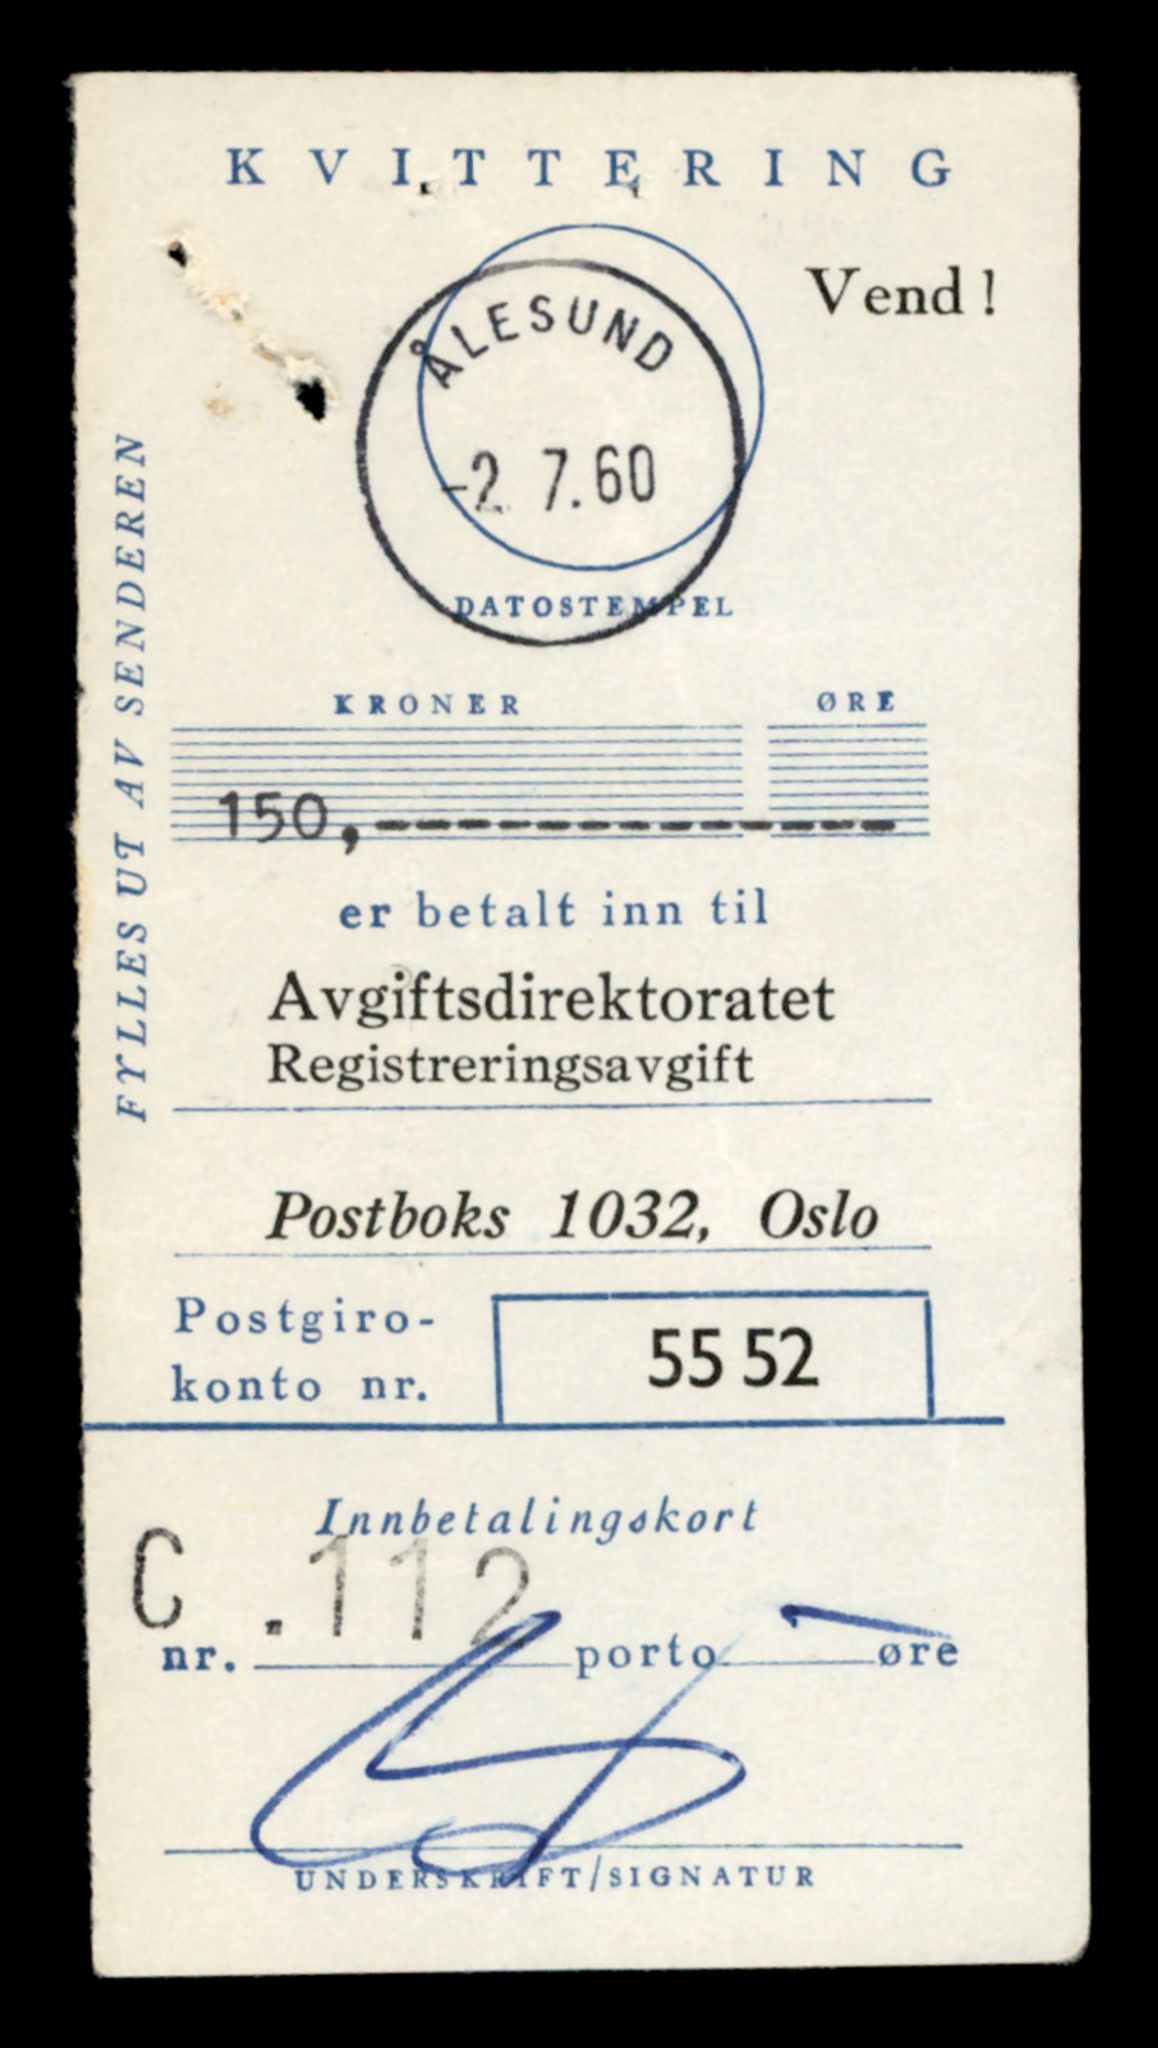 KVITTERING
Vend!
ÅLESUND
-2 7.60
DATOSTEMPEL
FYLLES UT AV SENDEREN
KRONER ØRE
150,-------------
er betalt inn til
Avgiftsdirektoratet
Registreringsavgift
Postboks 1032, Oslo
Postgiro-
konto nr.
55 52
Innbetalingskort
C .112
nr. porto øre
UNDERSKRIFT/SIGNATUR